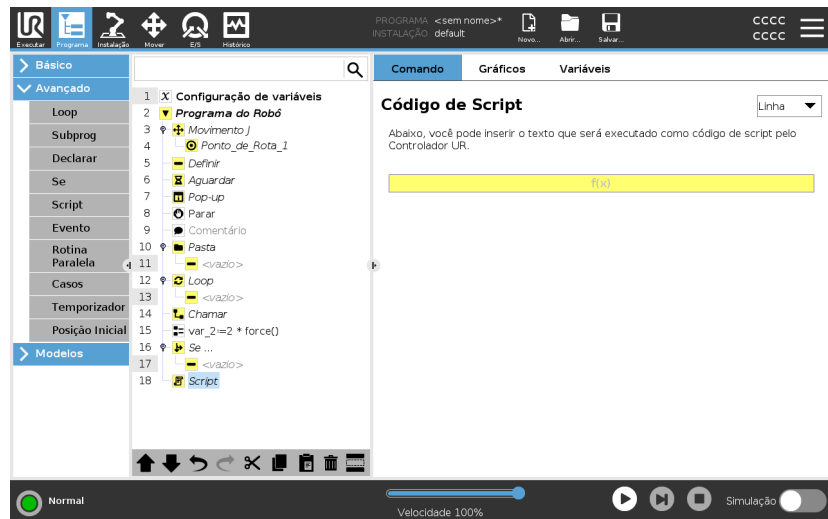 Executar
Programa
Instalação
Mover
E/S
Histórico
PROGRAMA <sem nome>*
INSTALAÇÃO default
Novo...
Abrir...
Salvar...
cccc
cccc
Básico
Avançado
Loop
Subprog
Declarar
Se
Script
Evento
Rotina
Paralela
Casos
Temporizador
Posição Inicial
Modelos
1 X Configuração de variáveis
2 Programa do Robô
3 Movimento J
4 Ponto_de_Rota_1
5 Definir
6 Aguardar
7 Pop-up
8 Parar
9 Comentário
10 Pasta
11 <vazio>
12 Loop
13 <vazio>
14 Chamar
15 var_2:=2 * force()
16 Se ...
17 <vazio>
18 Script
Comando
Gráficos
Variáveis
Código de Script
Linha
Abaixo, você pode inserir o texto que será executado como código de script pelo
Controlador UR.
f(x)
Normal
Velocidade 100%
Simulação